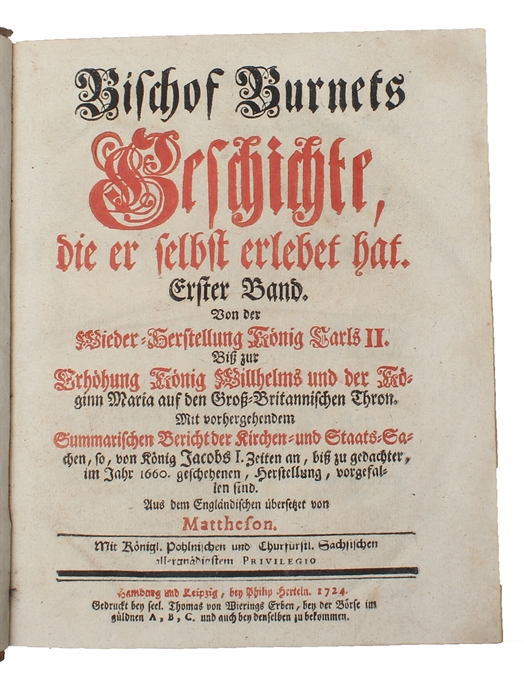 Bischof Burnets
Geschichte,
die er selbst erlebet hat.
Erster Band.
Von der
Wieder-Herstellung König Carls II.
Biß zur
Erhöhung König Willhelms und der Kö-
ginn Maria auf den Groß-Britannischen Thron.
Mit vorhergehendem
Summarischen Bericht der Kirchen- und Staats-Sa-
chen, so, von König Jacobs I. Zeiten an, biß zu gedachter,
im Jahr 1660. geschehenen, Herstellung, vorgefal-
len sind.
Aus dem Engländischen übersetzet von
Mattheson.
Mit Königl. Pohlnischen und Churfürstl. Sächsischen
allergnädigstem PRIVILEGIO
Hamburg und Leipzig, bey Philip Herteln. 1724.
Gedruckt bey seel. Thomas von Wierings Erben, bey der Börse im
güldnen A, B, C. und auch bey denselben zu bekommen.